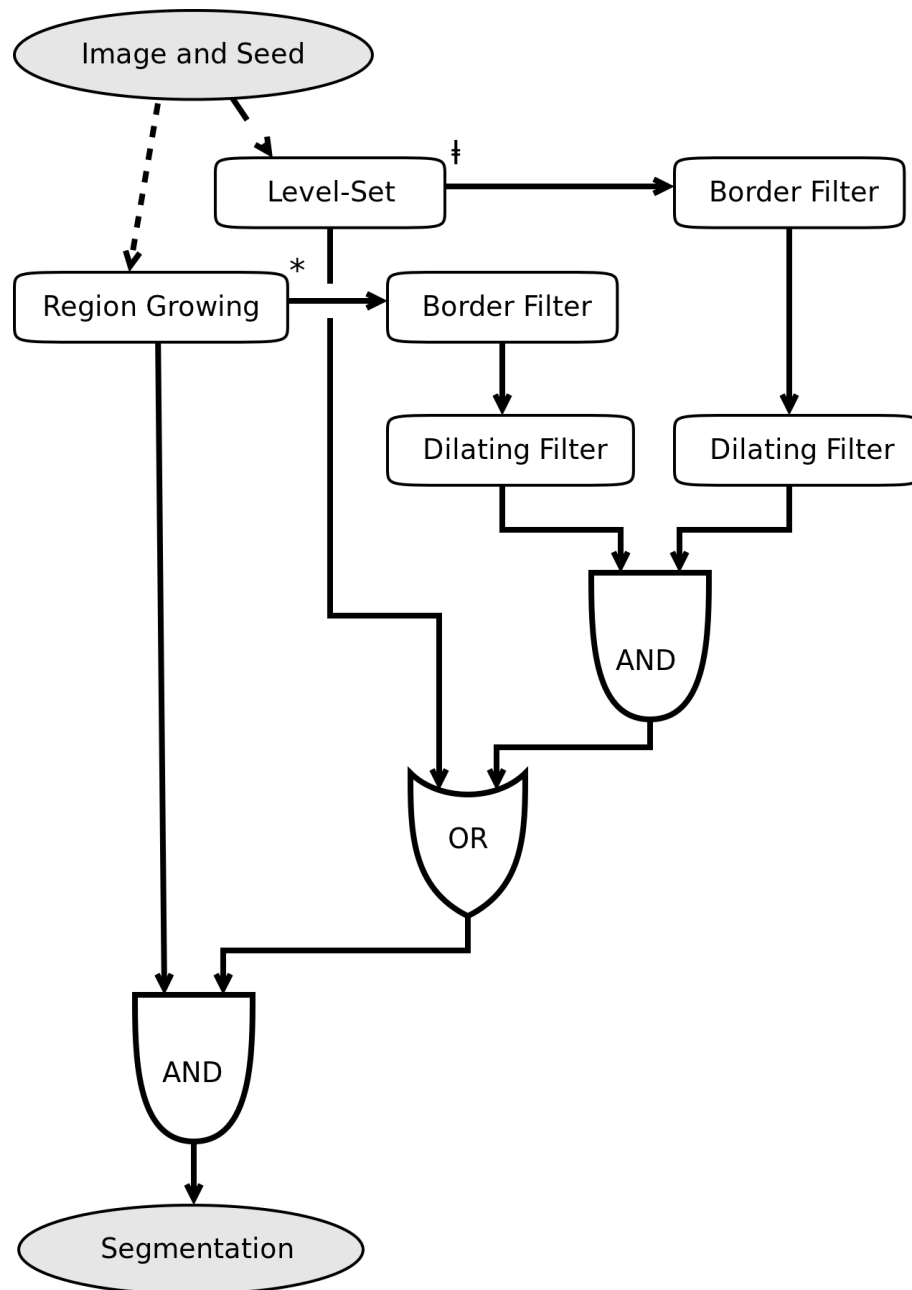 Image and Seed
ǂ
Level-Set
Border Filter
*
Region Growing
Border Filter
Dilating Filter
Dilating Filter
AND
OR
AND
Segmentation